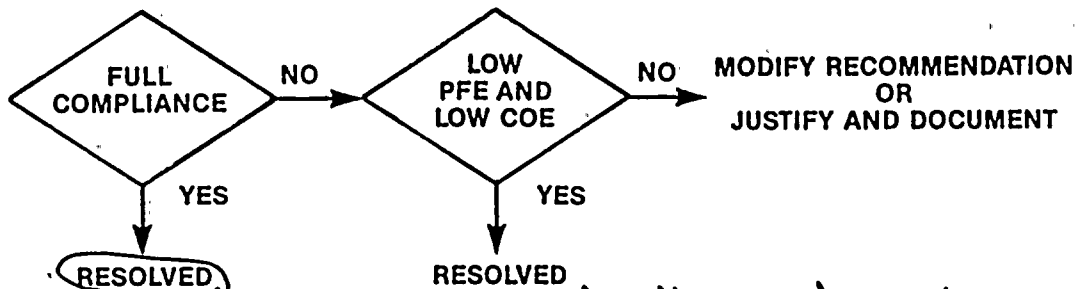 FULL
COMPLIANCE
NO
LOW
PFE AND
LOW COE
NO
MODIFY RECOMMENDATION
OR
JUSTIFY AND DOCUMENT
YES
YES
RESOLVED
RESOLVED